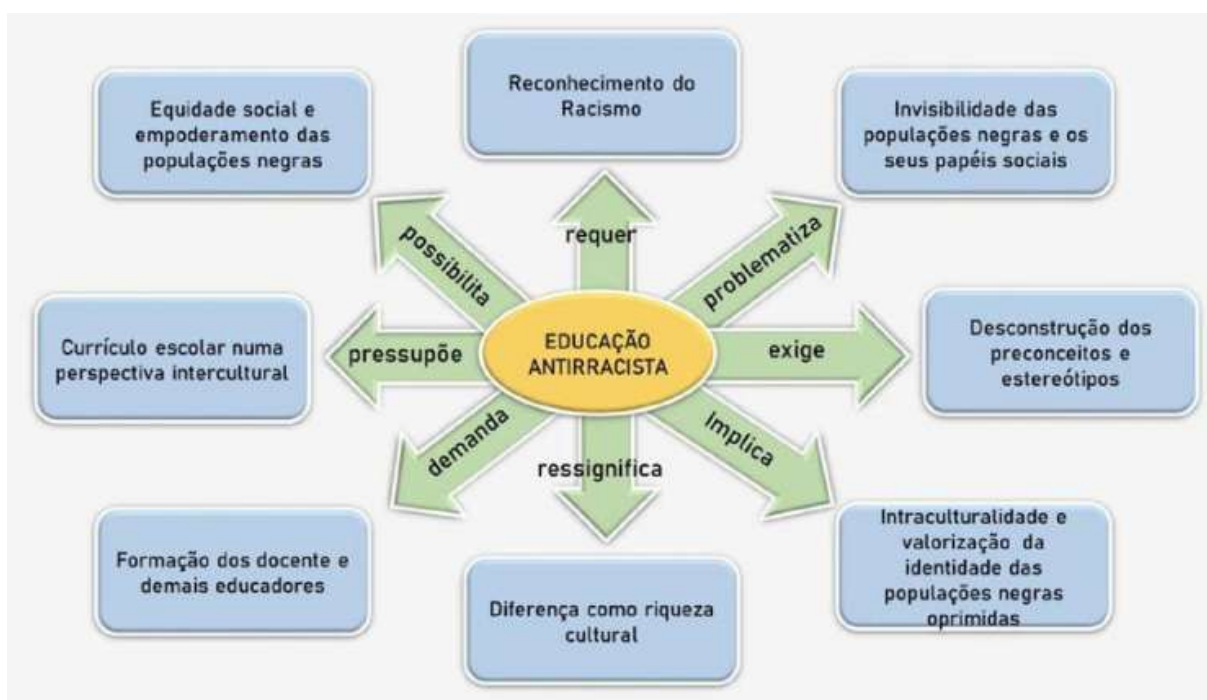 Reconhecimento do
Racismo
Equidade social e
empoderamento das
populações negras
Invisibilidade das
populações negras e os
seus papéis sociais
possibilita
requer
problematiza
Currículo escolar numa
perspectiva intercultural
pressupõe
EDUCAÇÃO
ANTIRRACISTA
exige
Desconstrução dos
preconceitos e
estereótipos
demanda
ressignifica
Implica
Formação dos docente e
demais educadores
Diferença como riqueza
cultural
Intraculturalidade e
valorização da
identidade das
populações negras
oprimidas